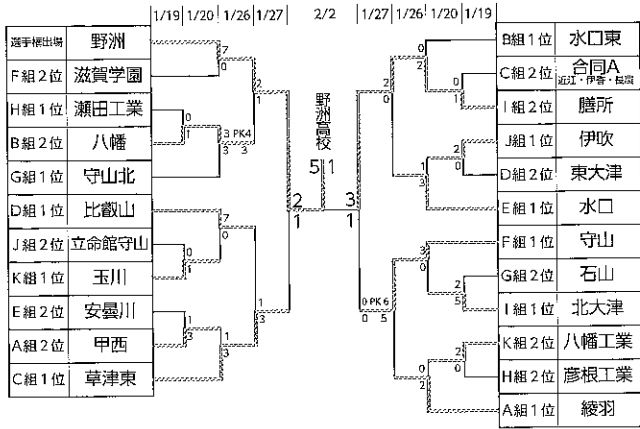 1/19 1/20 1/26 1/27 2/2 1/27 1/26 1/20 1/19
選手権出場 野洲
F組2位 滋賀学園
H組1位 瀬田工業
B組2位 八幡
G組1位 守山北
D組1位 比叡山
J組2位 立命館守山
K組1位 玉川
E組2位 安曇川
A組2位 甲西
C組1位 草津東
7
0
0
1
3 PK4
3 3
2
1
7
0
0
1
1
3
1
3
1
3
2
1
野洲高校
5 1
3
1
B組1位 水口東
C組2位 合同A
近江・伊香・長浜
I組2位 膳所
J組1位 伊吹
D組2位 東大津
E組1位 水口
F組1位 守山
G組2位 石山
I組1位 北大津
K組2位 八幡工業
H組2位 彦根工業
A組1位 綾羽
0
2
0
1
2
0
2
0
1
3
3
0
2
5
0 PK 6
0 5
2
0
0
2
0
2